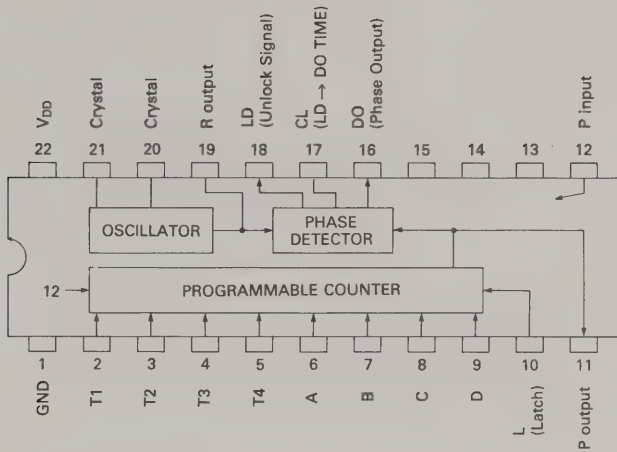 VDD
Crystal
Crystal
R output
LD
(Unlock Signal)
CL
(LD → DO TIME)
DO
(Phase Output)
P input
22 21 20 19 18 17 16 15 14 13 12
OSCILLATOR
PHASE
DETECTOR
12
PROGRAMMABLE COUNTER
1 2 3 4 5 6 7 8 9 10 11
GND
T1
T2
T3
T4
A
B
C
D
L
(Latch)
P output